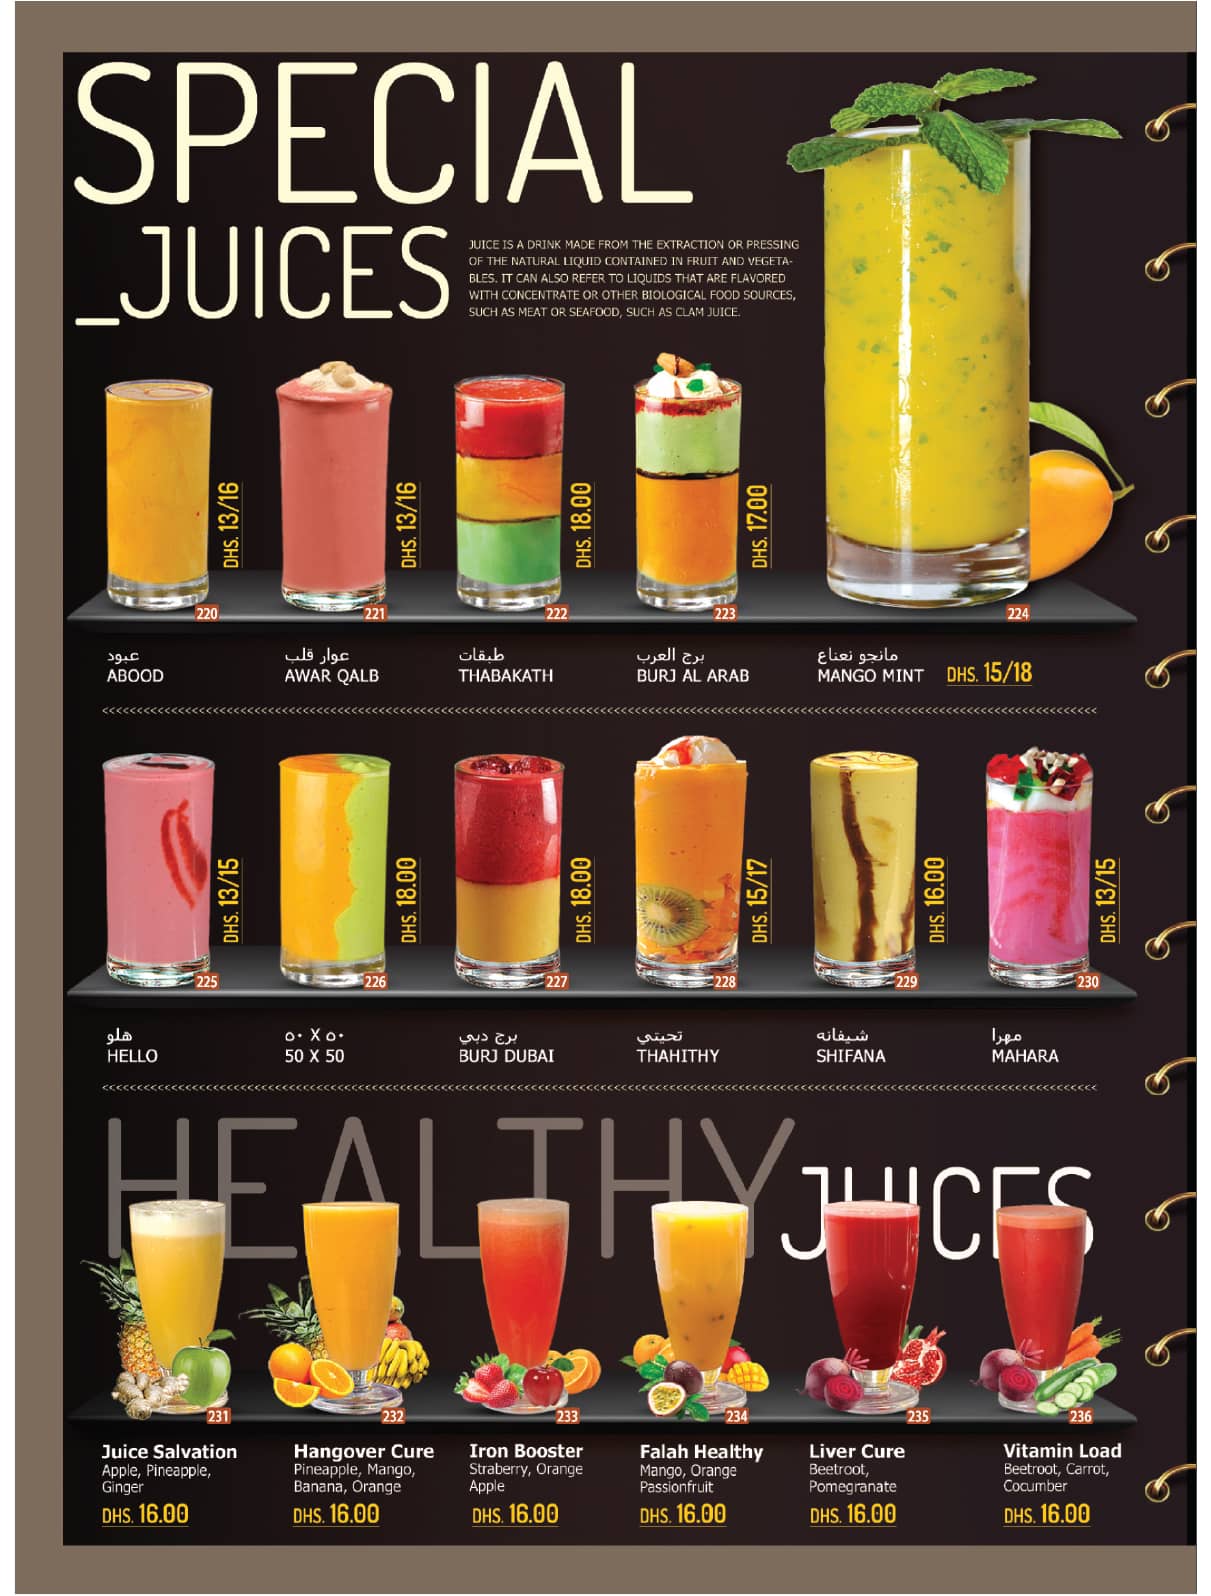 SPECIAL
_JUICES
JUICE IS A DRINK MADE FROM THE EXTRACTION OR PRESSING
OF THE NATURAL LIQUID CONTAINED IN FRUIT AND VEGETA-
BLES. IT CAN ALSO REFER TO LIQUIDS THAT ARE FLAVORED
WITH CONCENTRATE OR OTHER BIOLOGICAL FOOD SOURCES,
SUCH AS MEAT OR SEAFOOD, SUCH AS CLAM JUICE.
DHS. 13/16
220
عبود
ABOOD
DHS. 13/16
221
عوار قلب
AWAR QALB
DHS. 18.00
222
طبقات
THABAKATH
DHS. 17.00
223
برج العرب
BURJ AL ARAB
224
مانجو نعناع
MANGO MINT DHS. 15/18
<<<<<<<<<<<<<<<<<<<<<<<<<<<<<<<<<<<<<<<<
DHS. 13/15
225
هلو
HELLO
DHS. 18.00
226
٥٠ X ٥٠
50 X 50
DHS. 18.00
227
برج دبي
BURJ DUBAI
DHS. 15/17
228
تحيتي
THAHITHY
DHS. 16.00
229
شيفانه
SHIFANA
DHS. 13/15
230
مهرا
MAHARA
<<<<<<<<<<<<<<<<<<<<<<<<<<<<<<<<<<<<<<<<
HEALTHY JUICES
231
Juice Salvation
Apple, Pineapple,
Ginger
DHS. 16.00
232
Hangover Cure
Pineapple, Mango,
Banana, Orange
DHS. 16.00
233
Iron Booster
Straberry, Orange
Apple
DHS. 16.00
234
Falah Healthy
Mango, Orange
Passionfruit
DHS. 16.00
235
Liver Cure
Beetroot,
Pomegranate
DHS. 16.00
236
Vitamin Load
Beetroot, Carrot,
Cocumber
DHS. 16.00